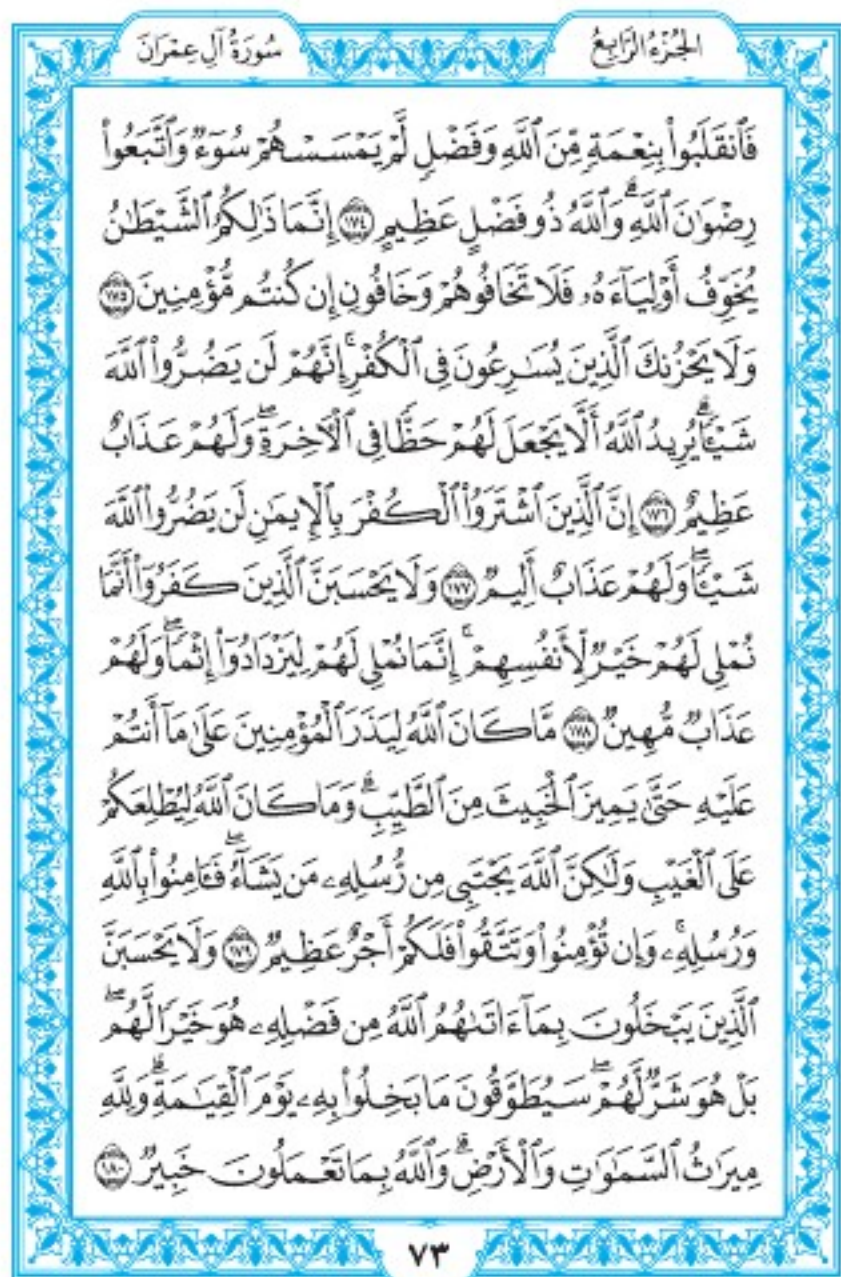 الجُزْءُ الرَّابِعُ
سُورَةُ آلِ عِمْرَانَ
فَٱنقَلَبُواْ بِنِعۡمَةٖ مِّنَ ٱللَّهِ وَفَضۡلٖ لَّمۡ يَمۡسَسۡهُمۡ سُوٓءٞ وَٱتَّبَعُواْ
رِضۡوَٰنَ ٱللَّهِۗ وَٱللَّهُ ذُو فَضۡلٍ عَظِيمٍ ١٧٤ إِنَّمَا ذَٰلِكُمُ ٱلشَّيۡطَٰنُ
يُخَوِّفُ أَوۡلِيَآءَهُۥ فَلَا تَخَافُوهُمۡ وَخَافُونِ إِن كُنتُم مُّؤۡمِنِينَ ١٧٥
وَلَا يَحۡزُنكَ ٱلَّذِينَ يُسَٰرِعُونَ فِي ٱلۡكُفۡرِۚ إِنَّهُمۡ لَن يَضُرُّواْ ٱللَّهَ
شَيۡـٔٗاۗ يُرِيدُ ٱللَّهُ أَلَّا يَجۡعَلَ لَهُمۡ حَظّٗا فِي ٱلۡأٓخِرَةِۖ وَلَهُمۡ عَذَابٌ
عَظِيمٌ ١٧٦ إِنَّ ٱلَّذِينَ ٱشۡتَرَوُاْ ٱلۡكُفۡرَ بِٱلۡإِيمَٰنِ لَن يَضُرُّواْ ٱللَّهَ
شَيۡـٔٗاۖ وَلَهُمۡ عَذَابٌ أَلِيمٞ ١٧٧ وَلَا يَحۡسَبَنَّ ٱلَّذِينَ كَفَرُوٓاْ أَنَّمَا
نُمۡلِي لَهُمۡ خَيۡرٞ لِّأَنفُسِهِمۡۚ إِنَّمَا نُمۡلِي لَهُمۡ لِيَزۡدَادُوٓاْ إِثۡمٗاۖ وَلَهُمۡ
عَذَابٞ مُّهِينٞ ١٧٨ مَّا كَانَ ٱللَّهُ لِيَذَرَ ٱلۡمُؤۡمِنِينَ عَلَىٰ مَآ أَنتُمۡ
عَلَيۡهِ حَتَّىٰ يَمِيزَ ٱلۡخَبِيثَ مِنَ ٱلطَّيِّبِۗ وَمَا كَانَ ٱللَّهُ لِيُطۡلِعَكُمۡ
عَلَى ٱلۡغَيۡبِ وَلَٰكِنَّ ٱللَّهَ يَجۡتَبِي مِن رُّسُلِهِۦ مَن يَشَآءُۖ فَـَٔامِنُواْ بِٱللَّهِ
وَرُسُلِهِۦۚ وَإِن تُؤۡمِنُواْ وَتَتَّقُواْ فَلَكُمۡ أَجۡرٌ عَظِيمٞ ١٧٩ وَلَا يَحۡسَبَنَّ
ٱلَّذِينَ يَبۡخَلُونَ بِمَآ ءَاتَىٰهُمُ ٱللَّهُ مِن فَضۡلِهِۦ هُوَ خَيۡرٗا لَّهُمۖ
بَلۡ هُوَ شَرّٞ لَّهُمۡۖ سَيُطَوَّقُونَ مَا بَخِلُواْ بِهِۦ يَوۡمَ ٱلۡقِيَٰمَةِۗ وَلِلَّهِ
مِيرَٰثُ ٱلسَّمَٰوَٰتِ وَٱلۡأَرۡضِۗ وَٱللَّهُ بِمَا تَعۡمَلُونَ خَبِيرٞ ١٨٠
٧٣